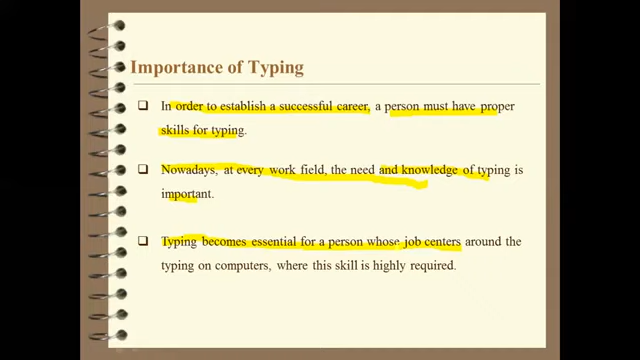 Importance of Typing
In order to establish a successful career, a person must have proper
skills for typing.
Nowadays, at every work field, the need and knowledge of typing is
important.
Typing becomes essential for a person whose job centers around the
typing on computers, where this skill is highly required.